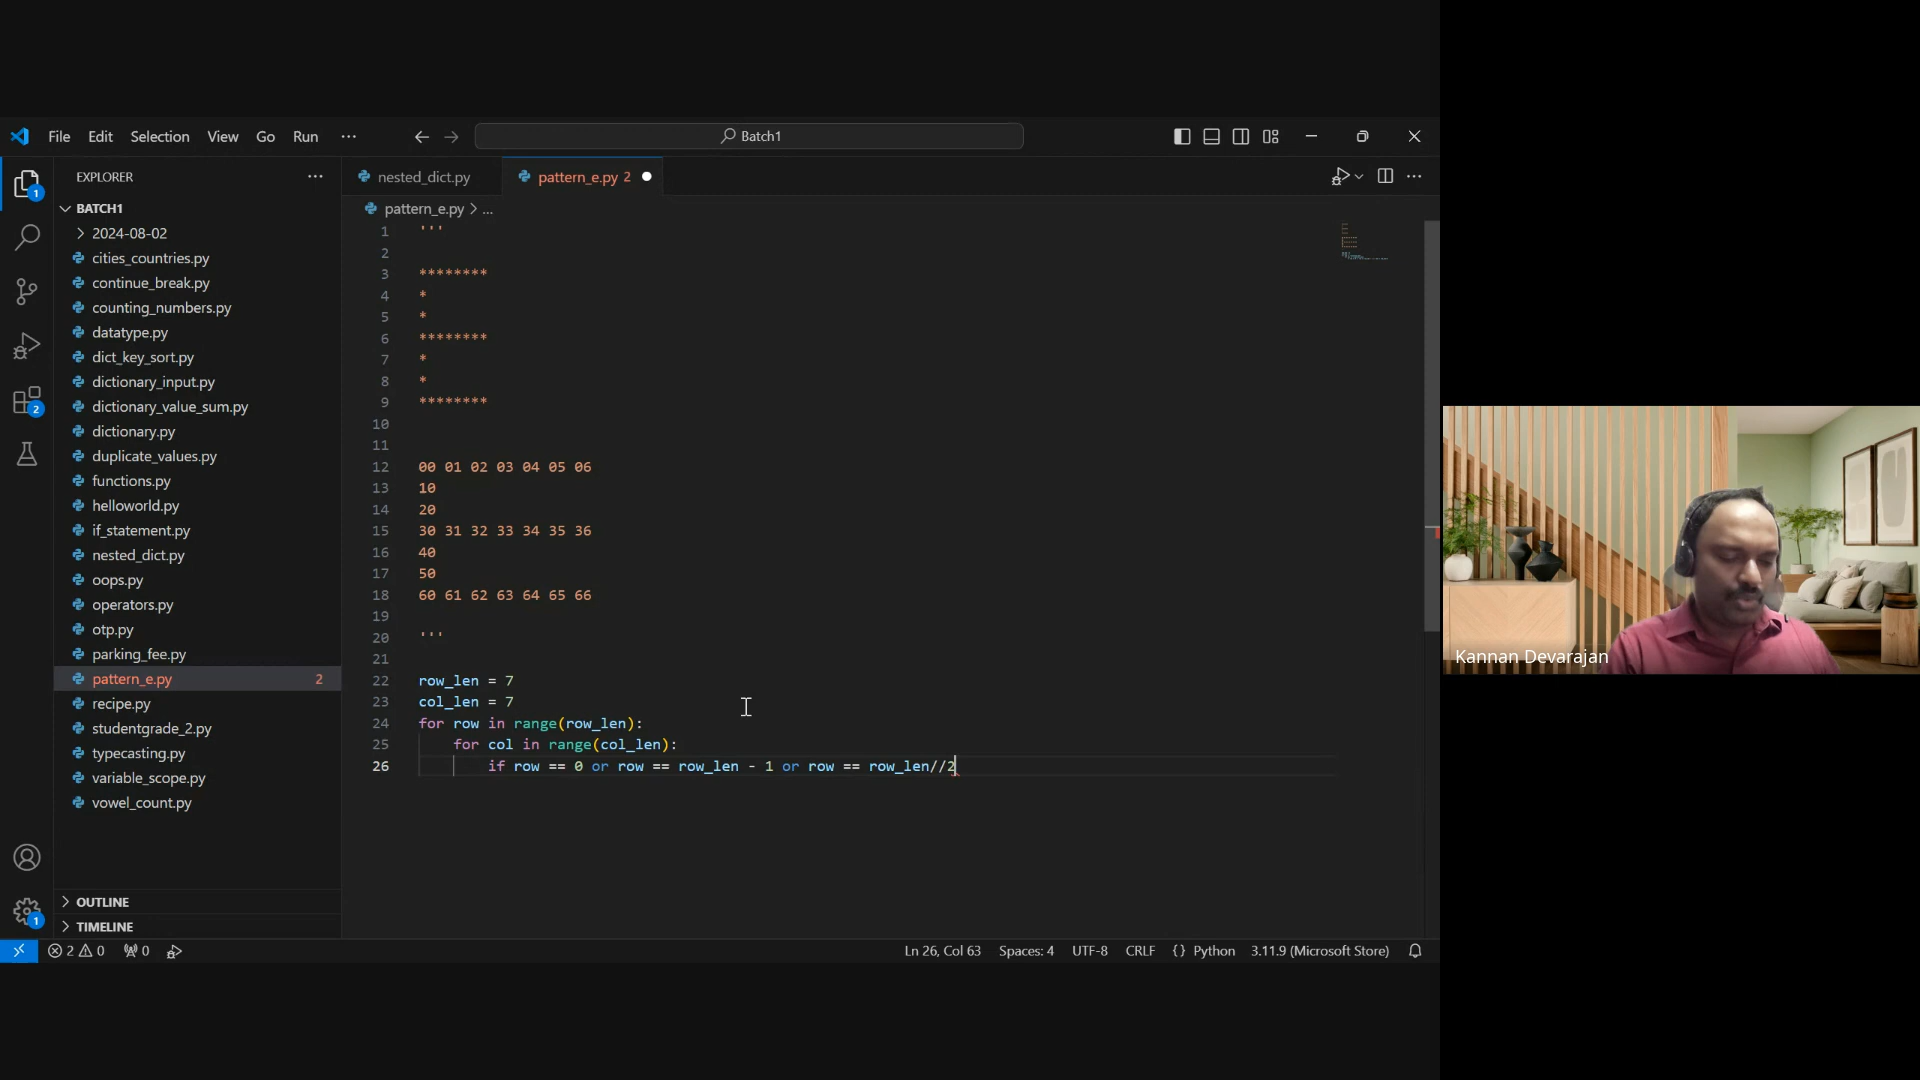 File Edit Selection View Go Run ···
Batch1
EXPLORER ···
nested_dict.py
pattern_e.py 2
BATCH1
pattern_e.py > ...
2024-08-02
cities_countries.py
continue_break.py
counting_numbers.py
datatype.py
dict_key_sort.py
dictionary_input.py
dictionary_value_sum.py
dictionary.py
duplicate_values.py
functions.py
helloworld.py
if_statement.py
nested_dict.py
oops.py
operators.py
otp.py
parking_fee.py
pattern_e.py 2
recipe.py
studentgrade_2.py
typecasting.py
variable_scope.py
vowel_count.py
OUTLINE
TIMELINE
1
2
1
1 '''
2
3 ********
4 *
5 *
6 ********
7 *
8 *
9 ********
10
11
12 00 01 02 03 04 05 06
13 10
14 20
15 30 31 32 33 34 35 36
16 40
17 50
18 60 61 62 63 64 65 66
19
20 '''
21
22 row_len = 7
23 col_len = 7
24 for row in range(row_len):
25 for col in range(col_len):
26 if row == 0 or row == row_len - 1 or row == row_len//2
2 0 0
Ln 26, Col 63 Spaces: 4 UTF-8 CRLF {} Python 3.11.9 (Microsoft Store)
Kannan Devarajan